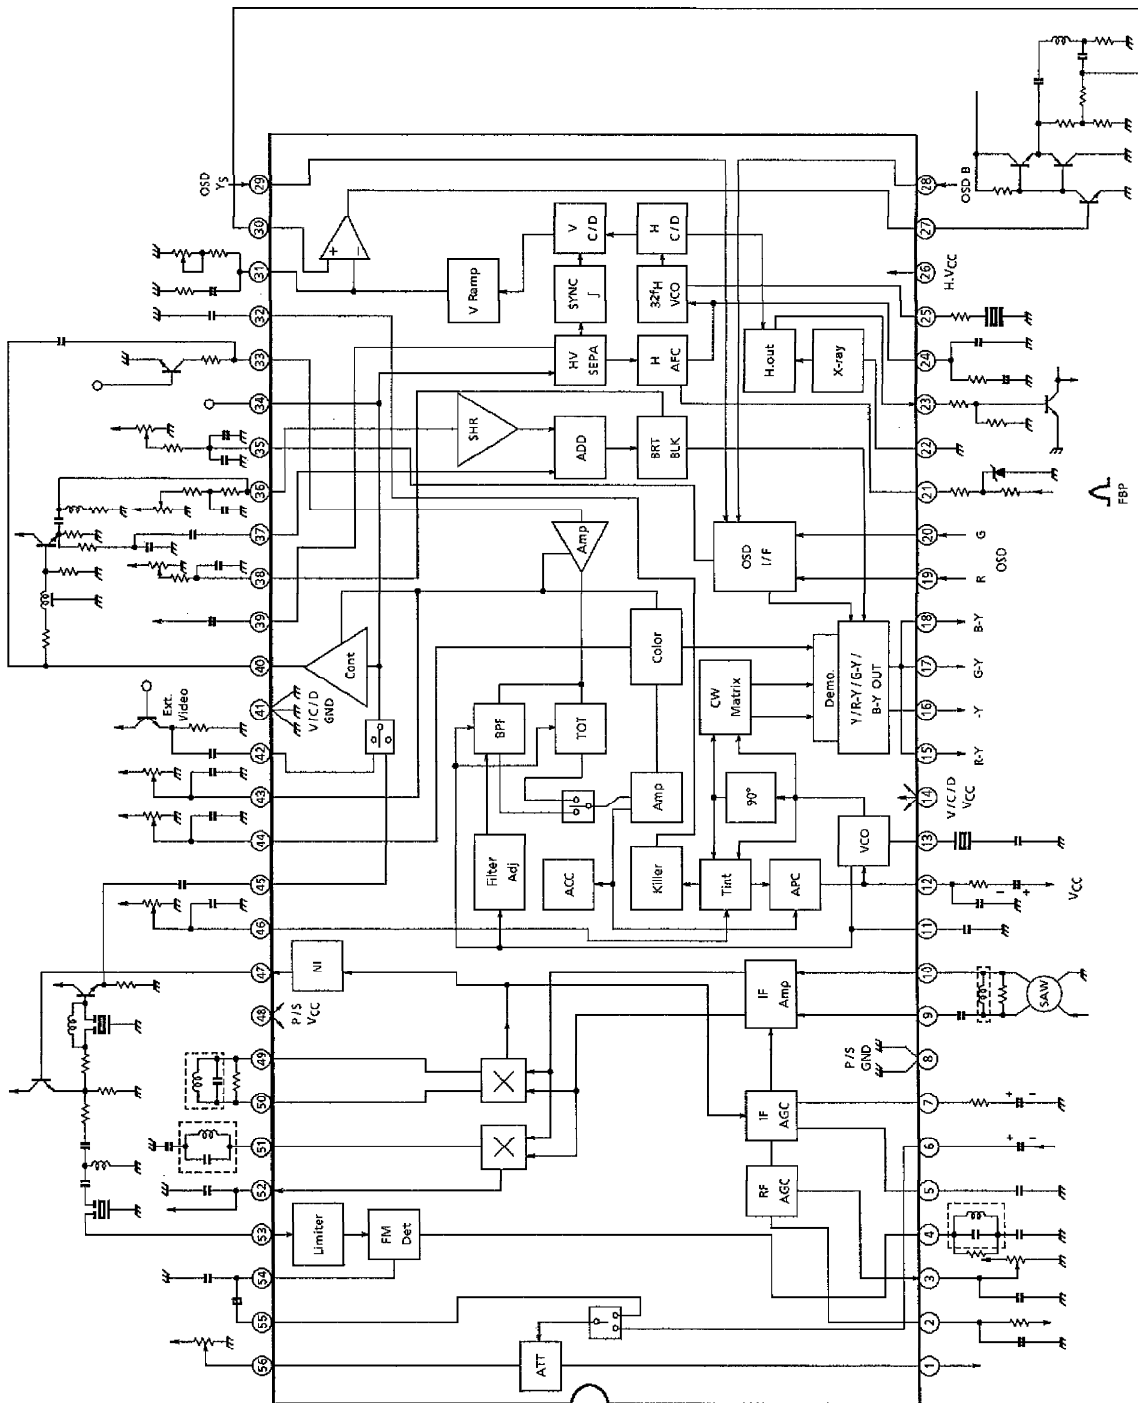 OSD
YS
29
30
31
32
33
34
35
36
37
38
39
40
41
42
43
44
45
46
47
48
49
50
51
52
53
54
55
56
Ext.
Video
V/C/D
GND
P/S
VCC
+
−
V
C/D
H
C/D
V Ramp
SYNC
32fH
VCO
HV
SEPA
H
AFC
H.out
X-ray
SHR
ADD
BRT
BLK
Amp
OSD
I/F
Cont
Color
BPF
TOT
CW
Matrix
Demo.
Y/R-Y/G-Y/
B-Y OUT
Amp
90°
VCO
Filter
Adj
ACC
Killer
Tint
APC
NI
IF
Amp
IF
AGC
RF
AGC
Limiter
FM
Det
ATT
28
OSD B
27
26
H.VCC
25
24
23
22
21
FBP
20
G
OSD
19
R
18
B-Y
17
G-Y
16
-Y
15
R-Y
14
V/C/D
VCC
13
12
−
+
VCC
11
10
9
SAW
P/S
GND
8
7
+
−
6
+
−
5
4
3
2
1